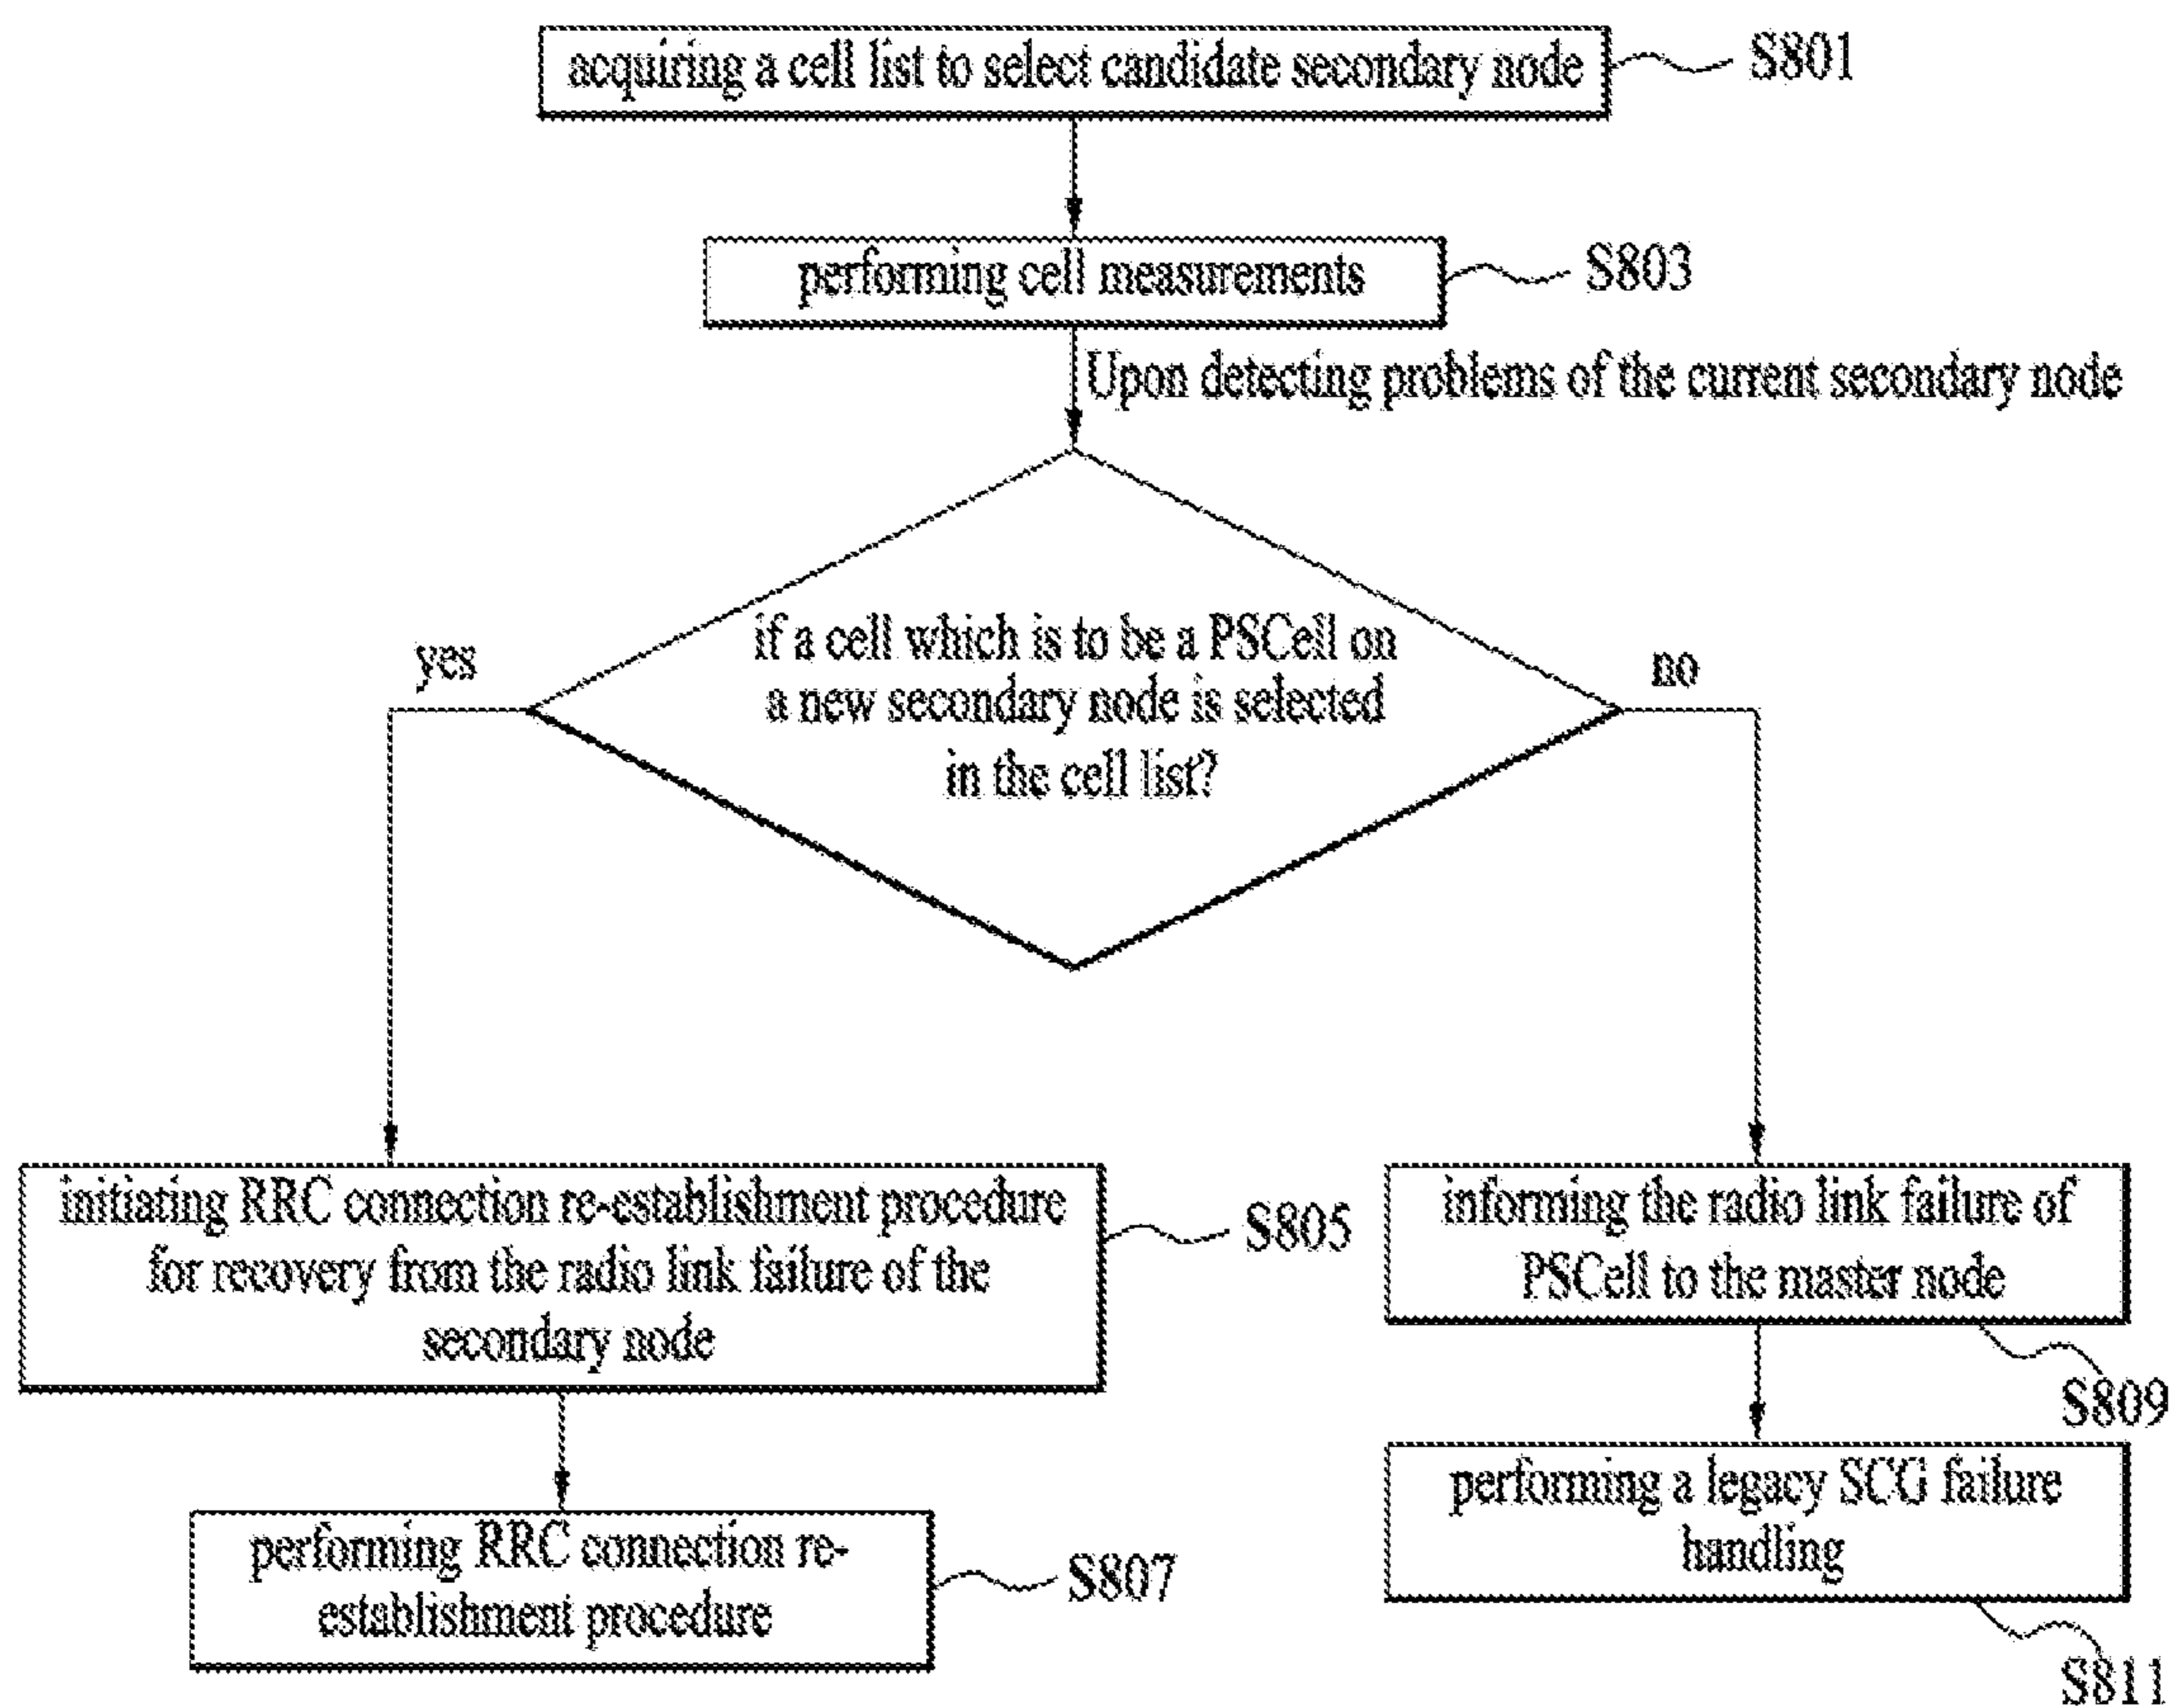 acquiring a cell list to select candidate secondary node
S801
performing cell measurements
S803
Upon detecting problems of the current secondary node
if a cell which is to be a PSCell on
a new secondary node is selected
in the cell list?
yes
no
initiating RRC connection re-establishment procedure
for recovery from the radio link failure of the
secondary node
S805
informing the radio link failure of
PSCell to the master node
S809
performing RRC connection re-
establishment procedure
S807
performing a legacy SCG failure
handling
S811